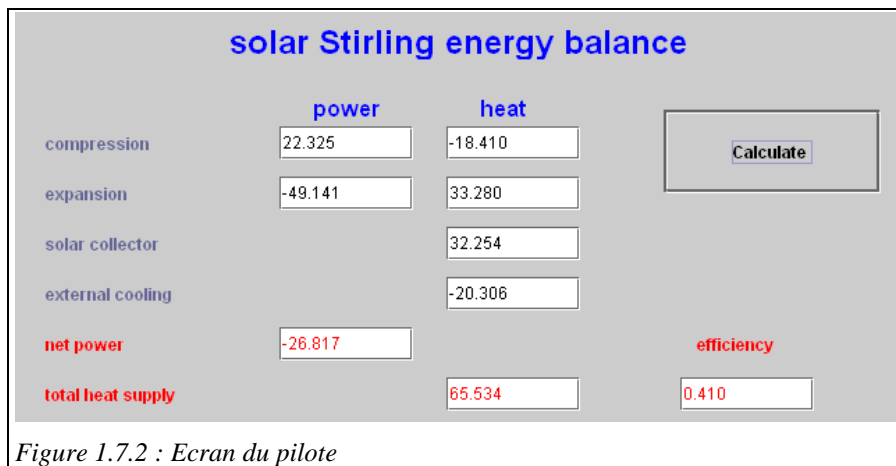 solar Stirling energy balance
power heat
compression 22.325 -18.410 Calculate
expansion -49.141 33.280
solar collector 32.254
external cooling -20.306
net power -26.817 efficiency
total heat supply 65.534 0.410
Figure 1.7.2 : Ecran du pilote